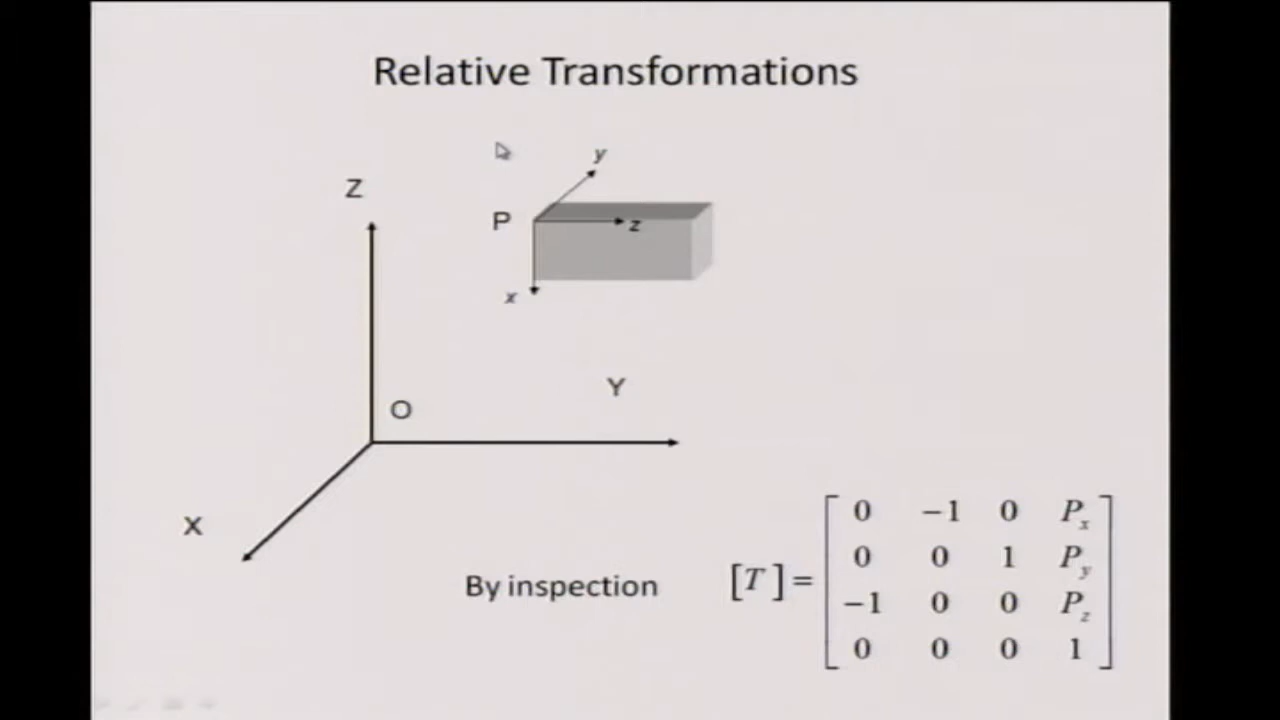 Relative Transformations
y
Z
P
z
x
Y
O
X
By inspection
[T] =
0 −1 0 Px
0 0 1 Py
−1 0 0 Pz
0 0 0 1